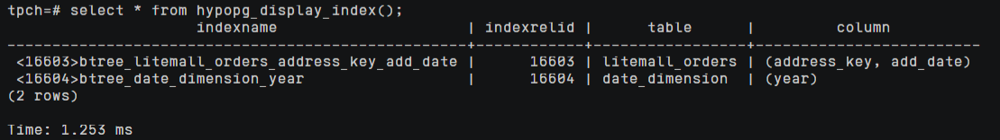 tpch=# select * from hypopg_display_index();
indexname | indexrelid | table | column
----------------------------------------------+------------+-----------------+--------------------------
<16603>btree_litemall_orders_address_key_add_date | 16603 | litemall_orders | (address_key, add_date)
<16604>btree_date_dimension_year | 16604 | date_dimension | (year)
(2 rows)
Time: 1.253 ms